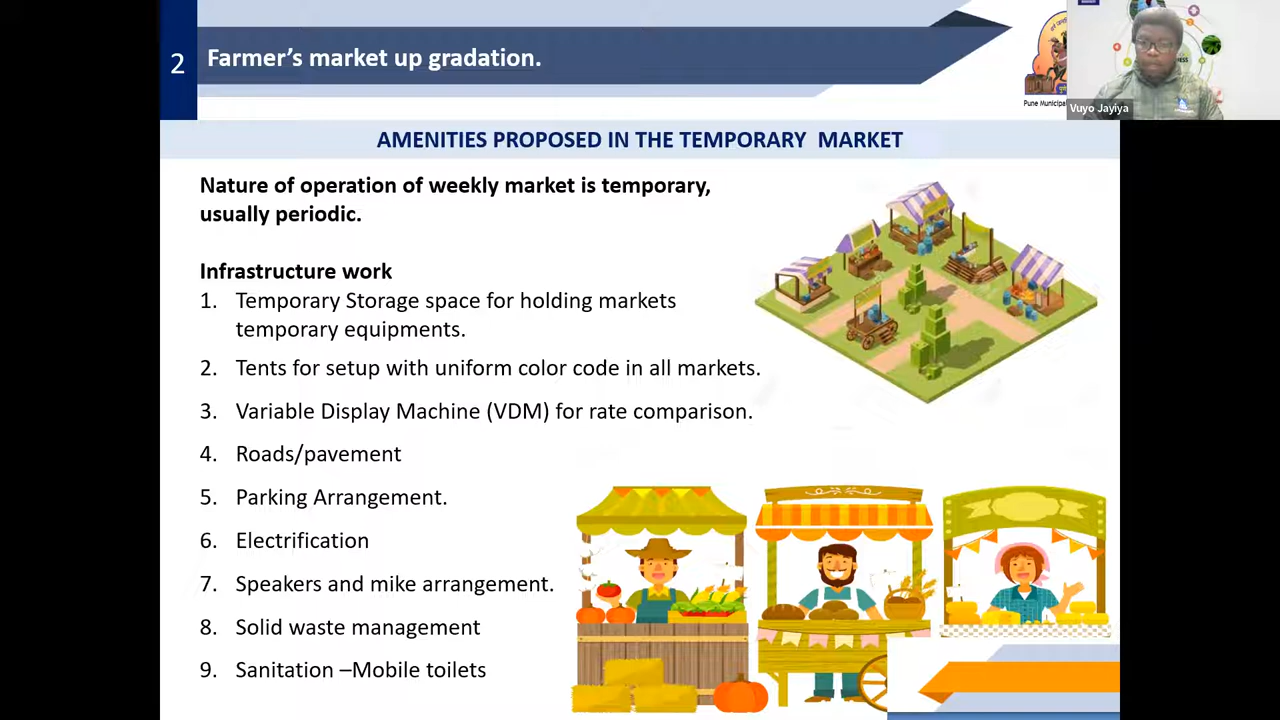 2
Farmer’s market up gradation.
Pune Municipa
Vuyo Jayiya
AMENITIES PROPOSED IN THE TEMPORARY MARKET
Nature of operation of weekly market is temporary,
usually periodic.
Infrastructure work
1. Temporary Storage space for holding markets
temporary equipments.
2. Tents for setup with uniform color code in all markets.
3. Variable Display Machine (VDM) for rate comparison.
4. Roads/pavement
5. Parking Arrangement.
6. Electrification
7. Speakers and mike arrangement.
8. Solid waste management
9. Sanitation –Mobile toilets